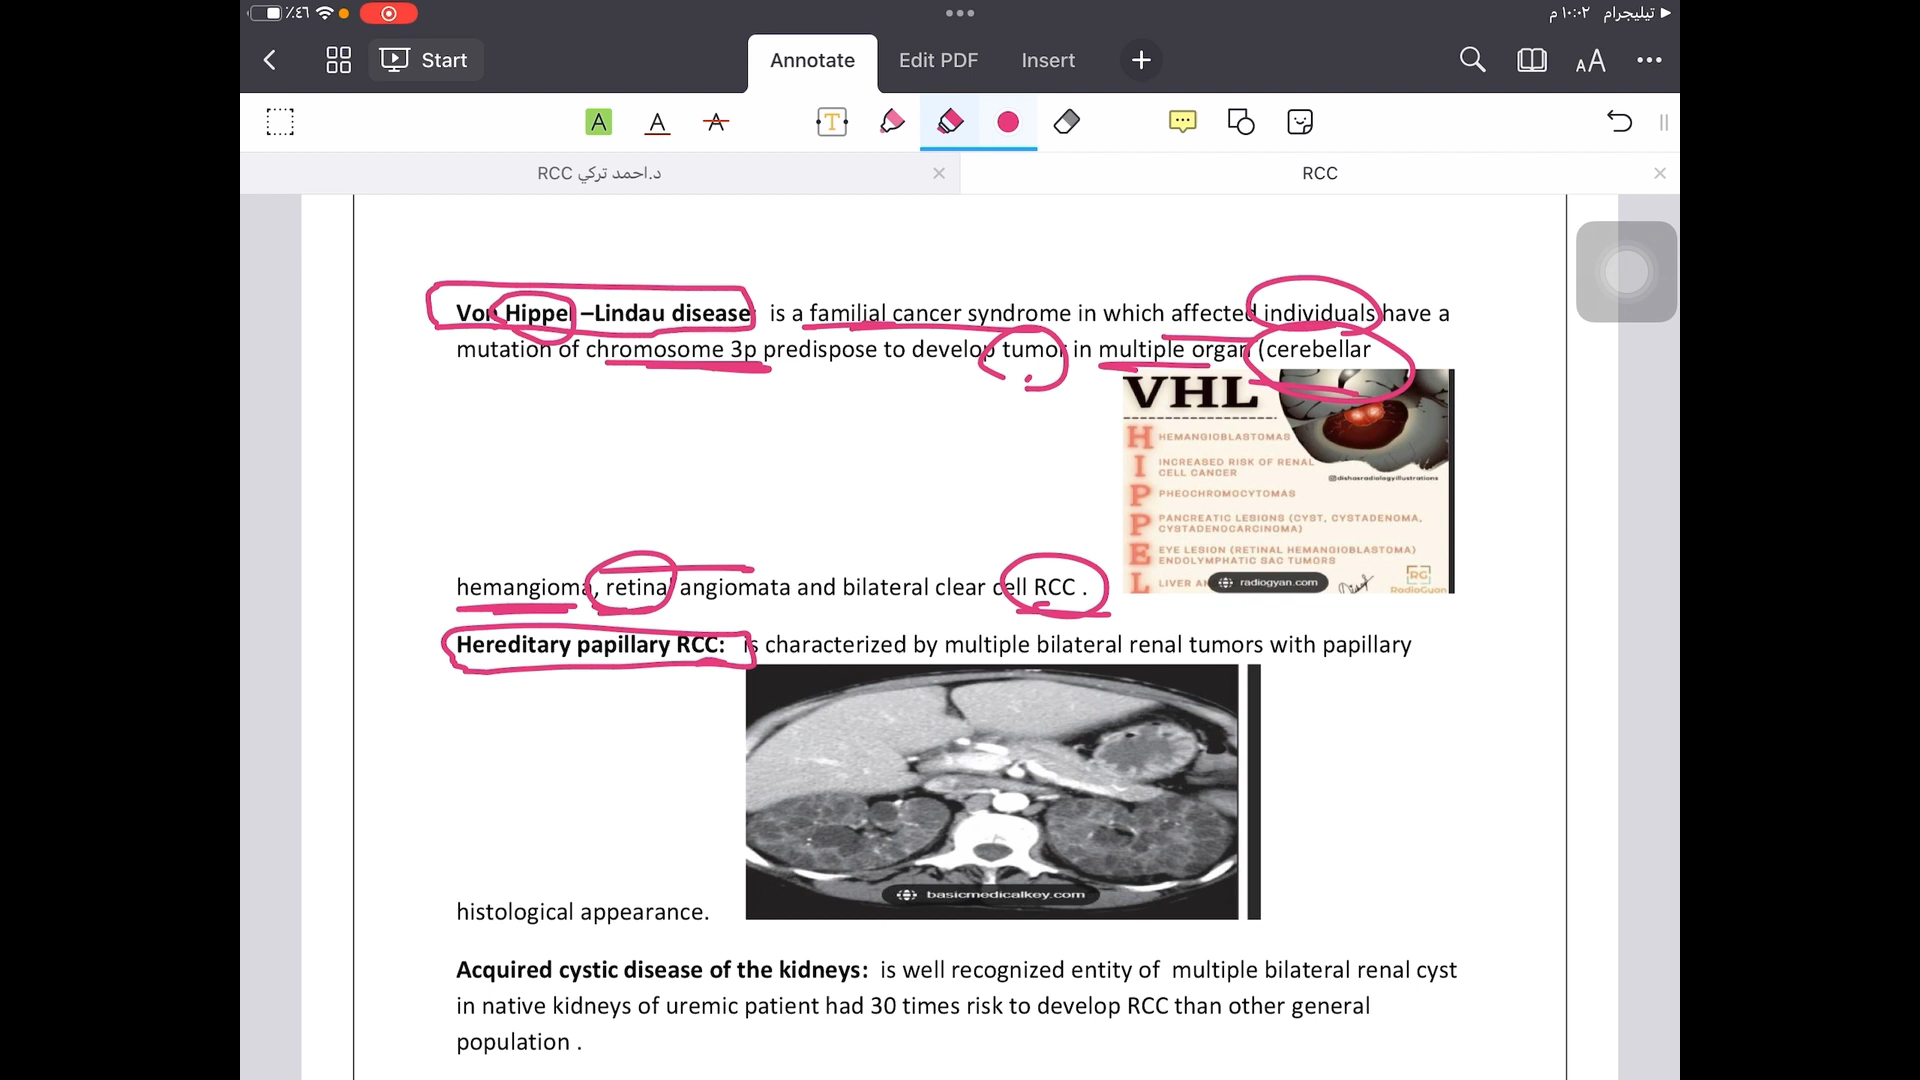 ٪٤٦
١٠:٠٢ م تيليجرام
Start
Annotate
Edit PDF
Insert
AA
A
A
A
T
RCC د.احمد تركي
RCC
Von Hippel –Lindau disease is a familial cancer syndrome in which affected individuals have a
mutation of chromosome 3p predispose to develop tumor in multiple organ (cerebellar
VHL
HEMANGIOBLASTOMAS
INCREASED RISK OF RENAL
CELL CANCER
@dishasradiologyillustrations
PHEOCHROMOCYTOMAS
PANCREATIC LESIONS (CYST, CYSTADENOMA,
CYSTADENOCARCINOMA)
EYE LESION (RETINAL HEMANGIOBLASTOMA)
ENDOLYMPHATIC SAC TUMORS
LIVER
radiogyan.com
RG
RadioGyan
hemangioma, retinal angiomata and bilateral clear cell RCC .
Hereditary papillary RCC: is characterized by multiple bilateral renal tumors with papillary
basicmedicalkey.com
histological appearance.
Acquired cystic disease of the kidneys: is well recognized entity of multiple bilateral renal cyst
in native kidneys of uremic patient had 30 times risk to develop RCC than other general
population .